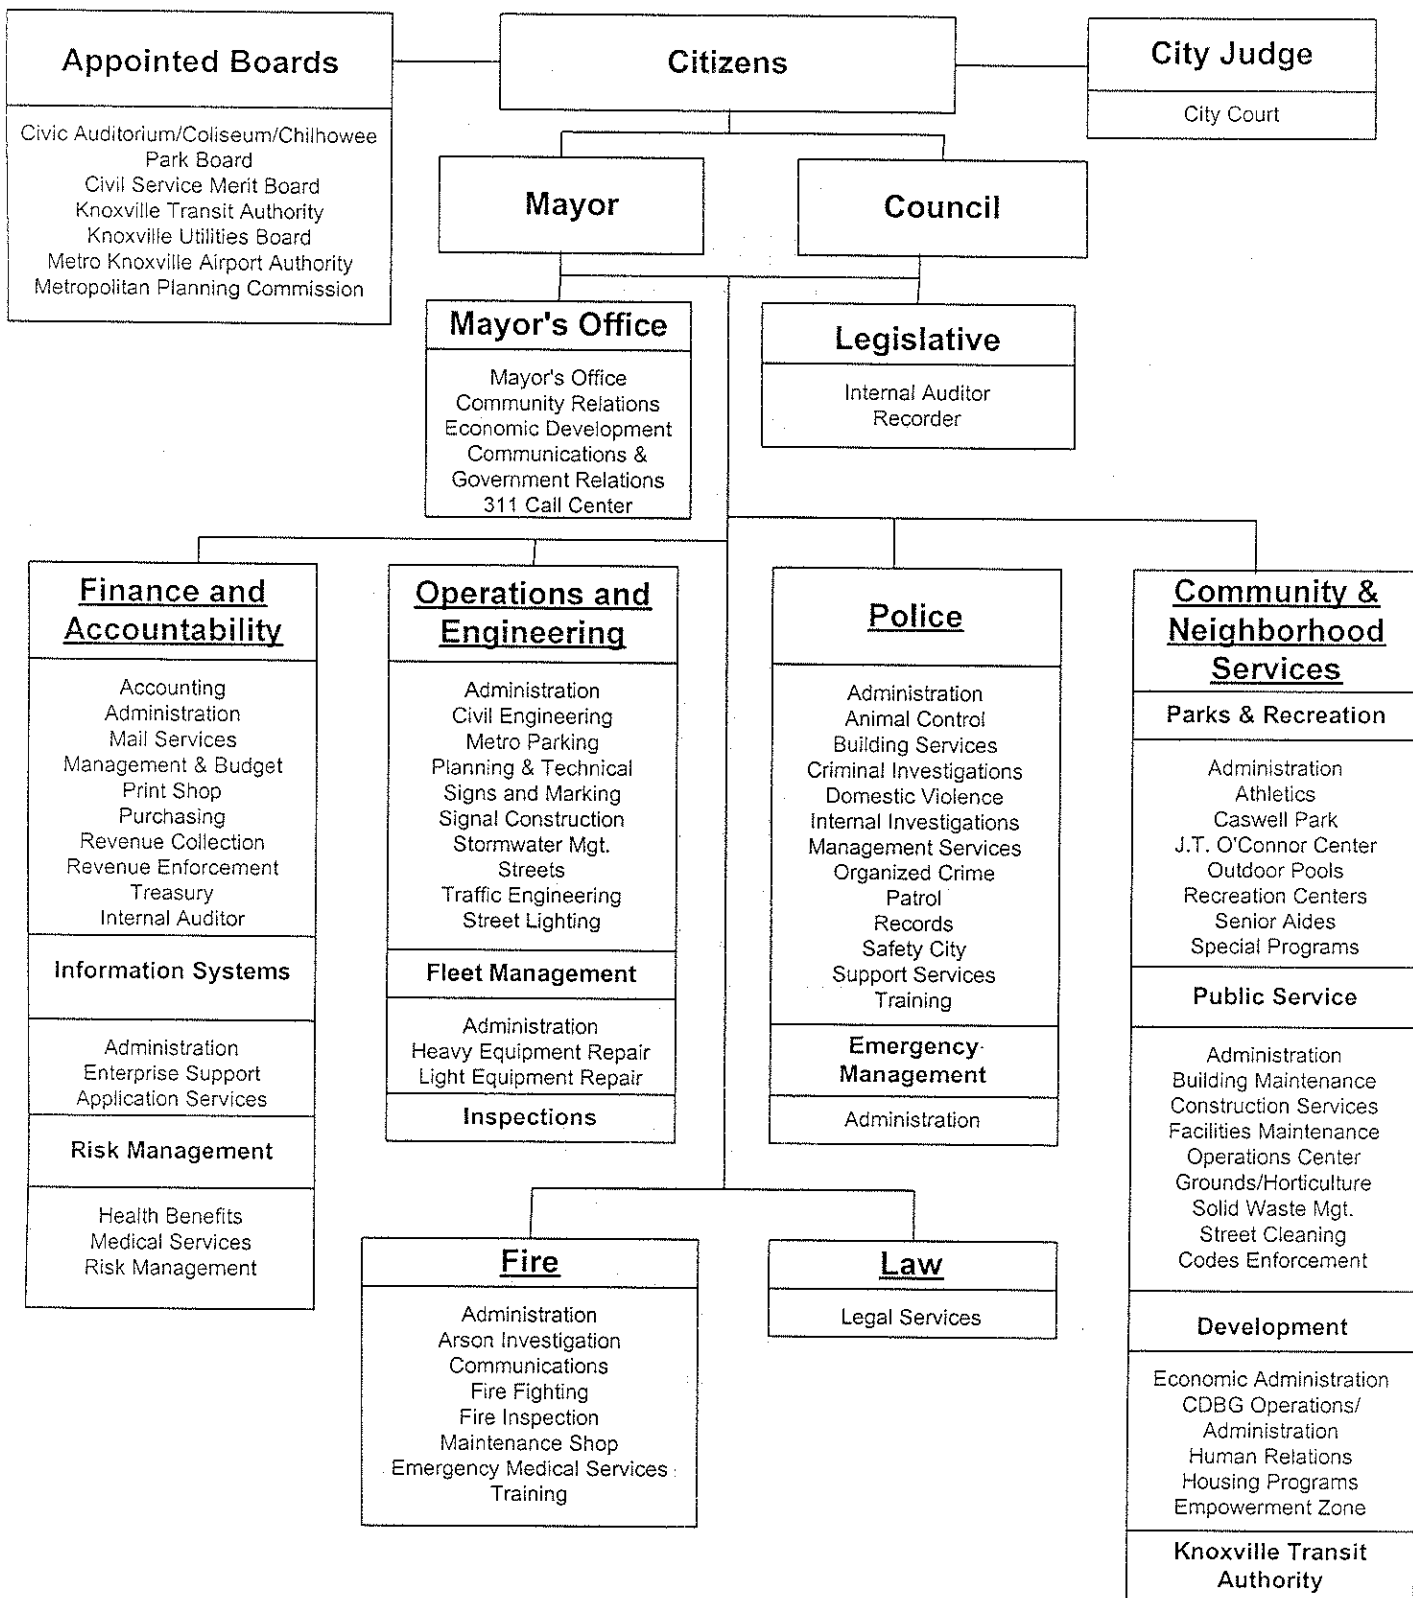 Appointed Boards
Civic Auditorium/Coliseum/Chilhowee
Park Board
Civil Service Merit Board
Knoxville Transit Authority
Knoxville Utilities Board
Metro Knoxville Airport Authority
Metropolitan Planning Commission
Citizens
City Judge
City Court
Mayor
Council
Mayor's Office
Mayor's Office
Community Relations
Economic Development
Communications &
Government Relations
311 Call Center
Legislative
Internal Auditor
Recorder
Finance and
Accountability
Accounting
Administration
Mail Services
Management & Budget
Print Shop
Purchasing
Revenue Collection
Revenue Enforcement
Treasury
Internal Auditor
Information Systems
Administration
Enterprise Support
Application Services
Risk Management
Health Benefits
Medical Services
Risk Management
Operations and
Engineering
Administration
Civil Engineering
Metro Parking
Planning & Technical
Signs and Marking
Signal Construction
Stormwater Mgt.
Streets
Traffic Engineering
Street Lighting
Fleet Management
Administration
Heavy Equipment Repair
Light Equipment Repair
Inspections
Police
Administration
Animal Control
Building Services
Criminal Investigations
Domestic Violence
Internal Investigations
Management Services
Organized Crime
Patrol
Records
Safety City
Support Services
Training
Emergency
Management
Administration
Community &
Neighborhood
Services
Parks & Recreation
Administration
Athletics
Caswell Park
J.T. O'Connor Center
Outdoor Pools
Recreation Centers
Senior Aides
Special Programs
Public Service
Administration
Building Maintenance
Construction Services
Facilities Maintenance
Operations Center
Grounds/Horticulture
Solid Waste Mgt.
Street Cleaning
Codes Enforcement
Development
Economic Administration
CDBG Operations/
Administration
Human Relations
Housing Programs
Empowerment Zone
Knoxville Transit
Authority
Fire
Administration
Arson Investigation
Communications
Fire Fighting
Fire Inspection
Maintenance Shop
Emergency Medical Services
Training
Law
Legal Services